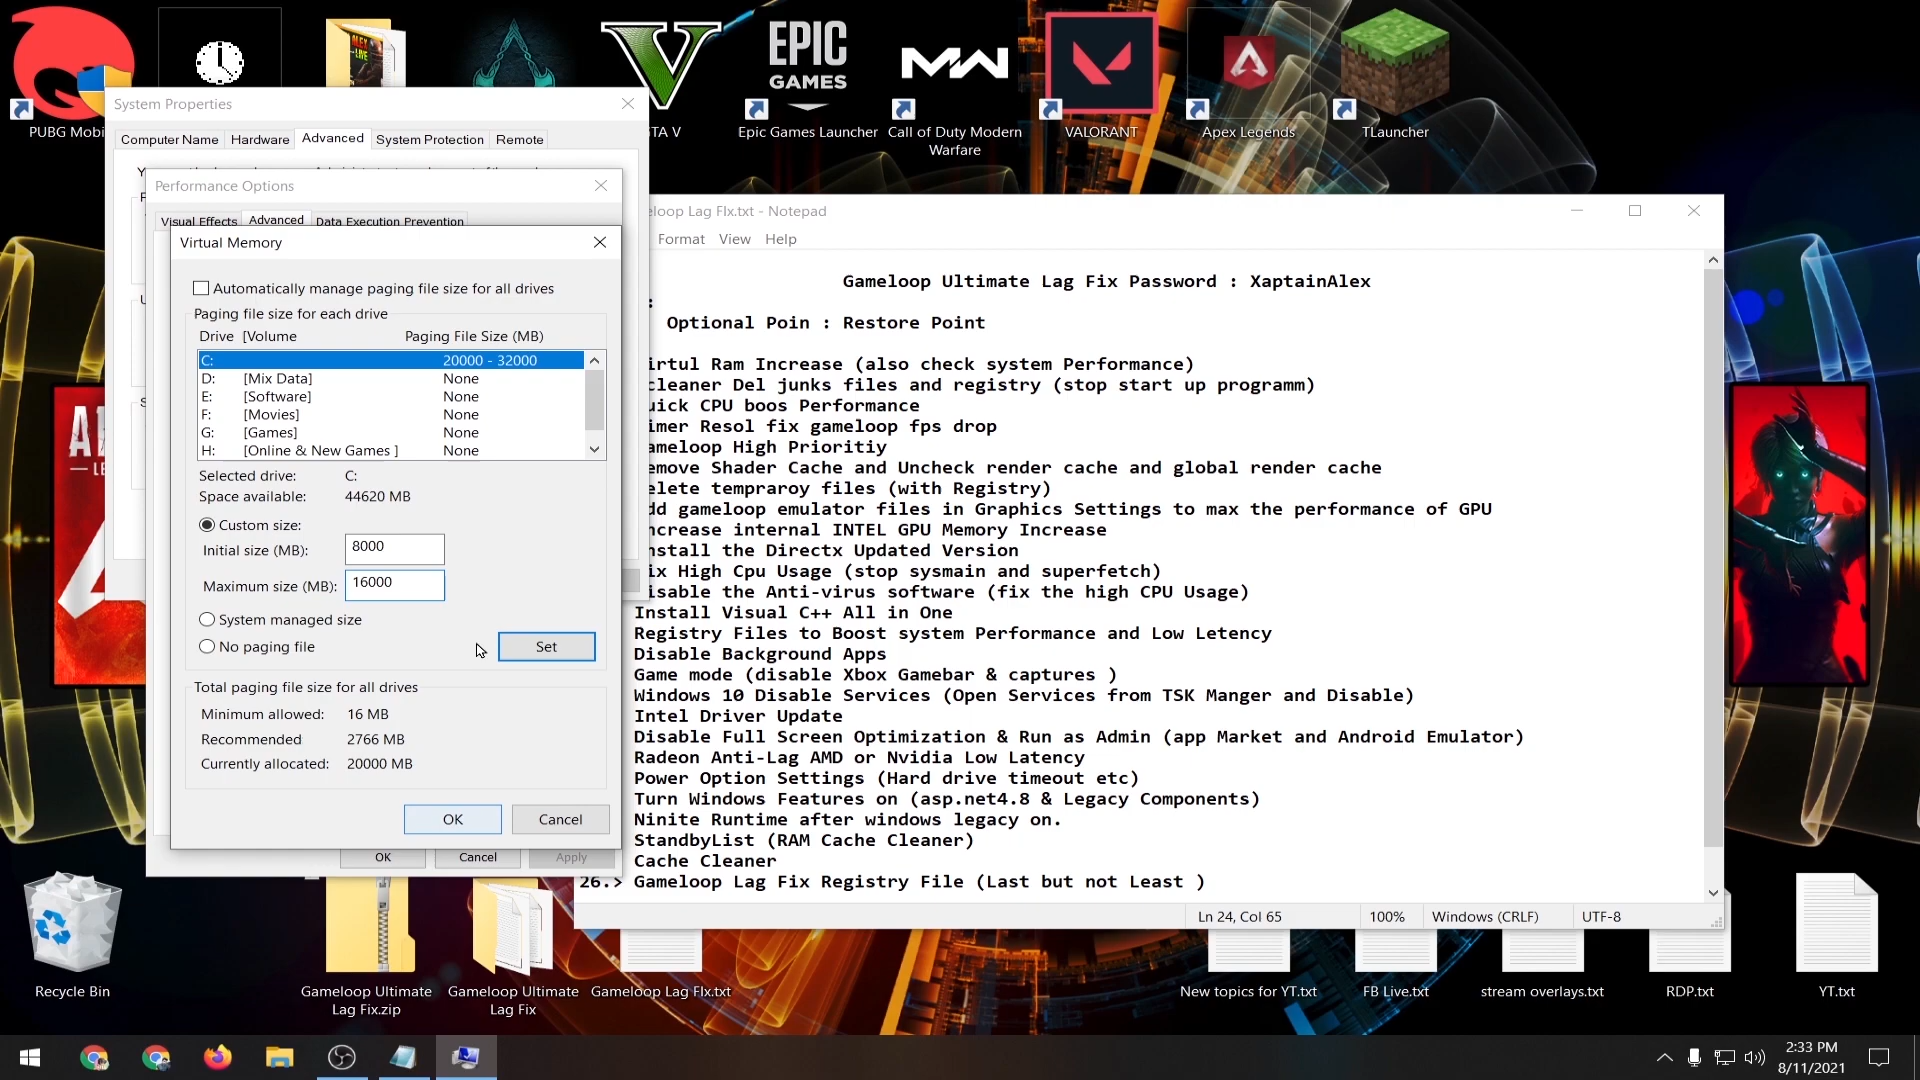 EPIC
GAMES
MW
PUBG Mobi
TA V
Epic Games Launcher
Call of Duty Modern
Warfare
VALORANT
Apex Legends
TLauncher
System Properties
Computer Name
Hardware
Advanced
System Protection
Remote
Performance Options
Visual Effects
Advanced
Data Execution Prevention
Virtual Memory
Automatically manage paging file size for all drives
Paging file size for each drive
Drive [Volume Paging File Size (MB)
C: 20000 - 32000
D: [Mix Data] None
E: [Software] None
F: [Movies] None
G: [Games] None
H: [Online & New Games ] None
Selected drive: C:
Space available: 44620 MB
Custom size:
Initial size (MB): 8000
Maximum size (MB): 16000
System managed size
No paging file
Set
Total paging file size for all drives
Minimum allowed: 16 MB
Recommended 2766 MB
Currently allocated: 20000 MB
OK
Cancel
OK
Cancel
Apply
eloop Lag FIx.txt - Notepad
Format View Help
Gameloop Ultimate Lag Fix Password : XaptainAlex
:
Optional Poin : Restore Point
irtul Ram Increase (also check system Performance)
cleaner Del junks files and registry (stop start up programm)
uick CPU boos Performance
imer Resol fix gameloop fps drop
ameloop High Prioritiy
emove Shader Cache and Uncheck render cache and global render cache
elete tempraroy files (with Registry)
dd gameloop emulator files in Graphics Settings to max the performance of GPU
ncrease internal INTEL GPU Memory Increase
nstall the Directx Updated Version
ix High Cpu Usage (stop sysmain and superfetch)
isable the Anti-virus software (fix the high CPU Usage)
Install Visual C++ All in One
Registry Files to Boost system Performance and Low Letency
Disable Background Apps
Game mode (disable Xbox Gamebar & captures )
Windows 10 Disable Services (Open Services from TSK Manger and Disable)
Intel Driver Update
Disable Full Screen Optimization & Run as Admin (app Market and Android Emulator)
Radeon Anti-Lag AMD or Nvidia Low Latency
Power Option Settings (Hard drive timeout etc)
Turn Windows Features on (asp.net4.8 & Legacy Components)
Ninite Runtime after windows legacy on.
StandbyList (RAM Cache Cleaner)
Cache Cleaner
26.> Gameloop Lag Fix Registry File (Last but not Least )
Ln 24, Col 65
100%
Windows (CRLF)
UTF-8
Recycle Bin
Gameloop Ultimate
Lag Fix.zip
Gameloop Ultimate
Lag Fix
Gameloop Lag FIx.txt
New topics for YT.txt
FB Live.txt
stream overlays.txt
RDP.txt
YT.txt
2:33 PM
8/11/2021